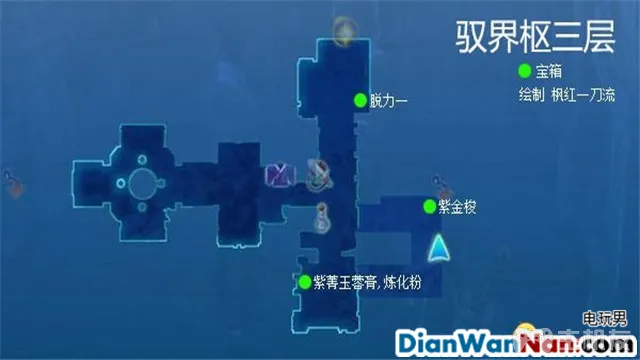 驭界枢三层
宝箱
绘制 枫红一刀流
脱力一
紫金梭
紫菁玉蓉膏,炼化粉
电玩男
DianWanNan.com